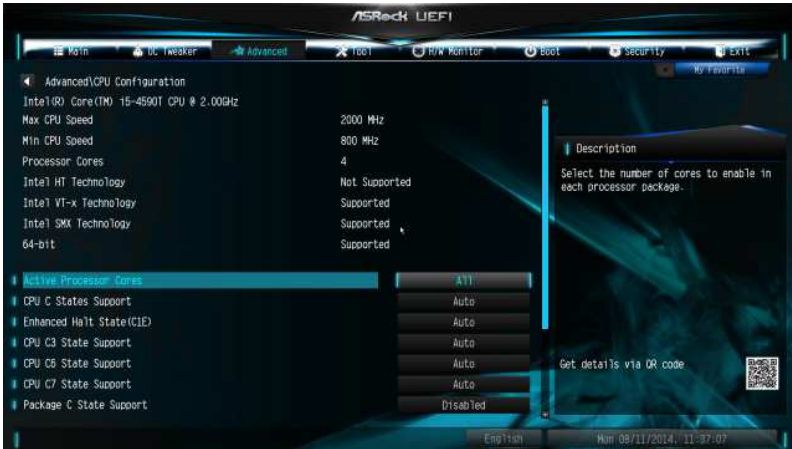 ASRock UEFI
Main OC Tweaker Advanced Tool H/W Monitor Boot Security Exit
My Favorite
Advanced\CPU Configuration
Intel(R) Core(TM) i5-4590T CPU @ 2.00GHz
Max CPU Speed 2000 MHz
Min CPU Speed 800 MHz
Processor Cores 4
Intel HT Technology Not Supported
Intel VT-x Technology Supported
Intel SMX Technology Supported
64-bit Supported
Active Processor Cores All
CPU C States Support Auto
Enhanced Halt State(C1E) Auto
CPU C3 State Support Auto
CPU C6 State Support Auto
CPU C7 State Support Auto
Package C State Support Disabled
Description
Select the number of cores to enable in
each processor package.
Get details via QR code
English Mon 08/11/2014. 11:37:07